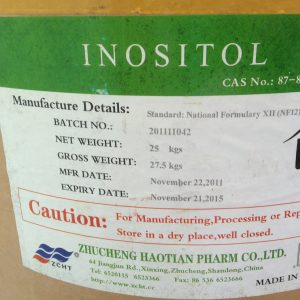 INOSITOL
CAS No.: 87-8
Manufacture Details:
Standard: National Formulary XII (NF12)
BATCH NO.: 201111042
NET WEIGHT: 25 kgs
GROSS WEIGHT: 27.5 kgs
MFR DATE: November 22,2011
EXPIRY DATE: November 21,2015
Caution: For Manufacturing,Processing or Rep
Store in a dry place,well closed.
ZCHT
ZHUCHENG HAOTIAN PHARM CO.,LTD.
64 Jiangjun Rd.,Xinxing,Zhucheng,Shandong,China
Tel: 6520115 6523366 Fax: 86 536 6523366
http://www.zcht.cc